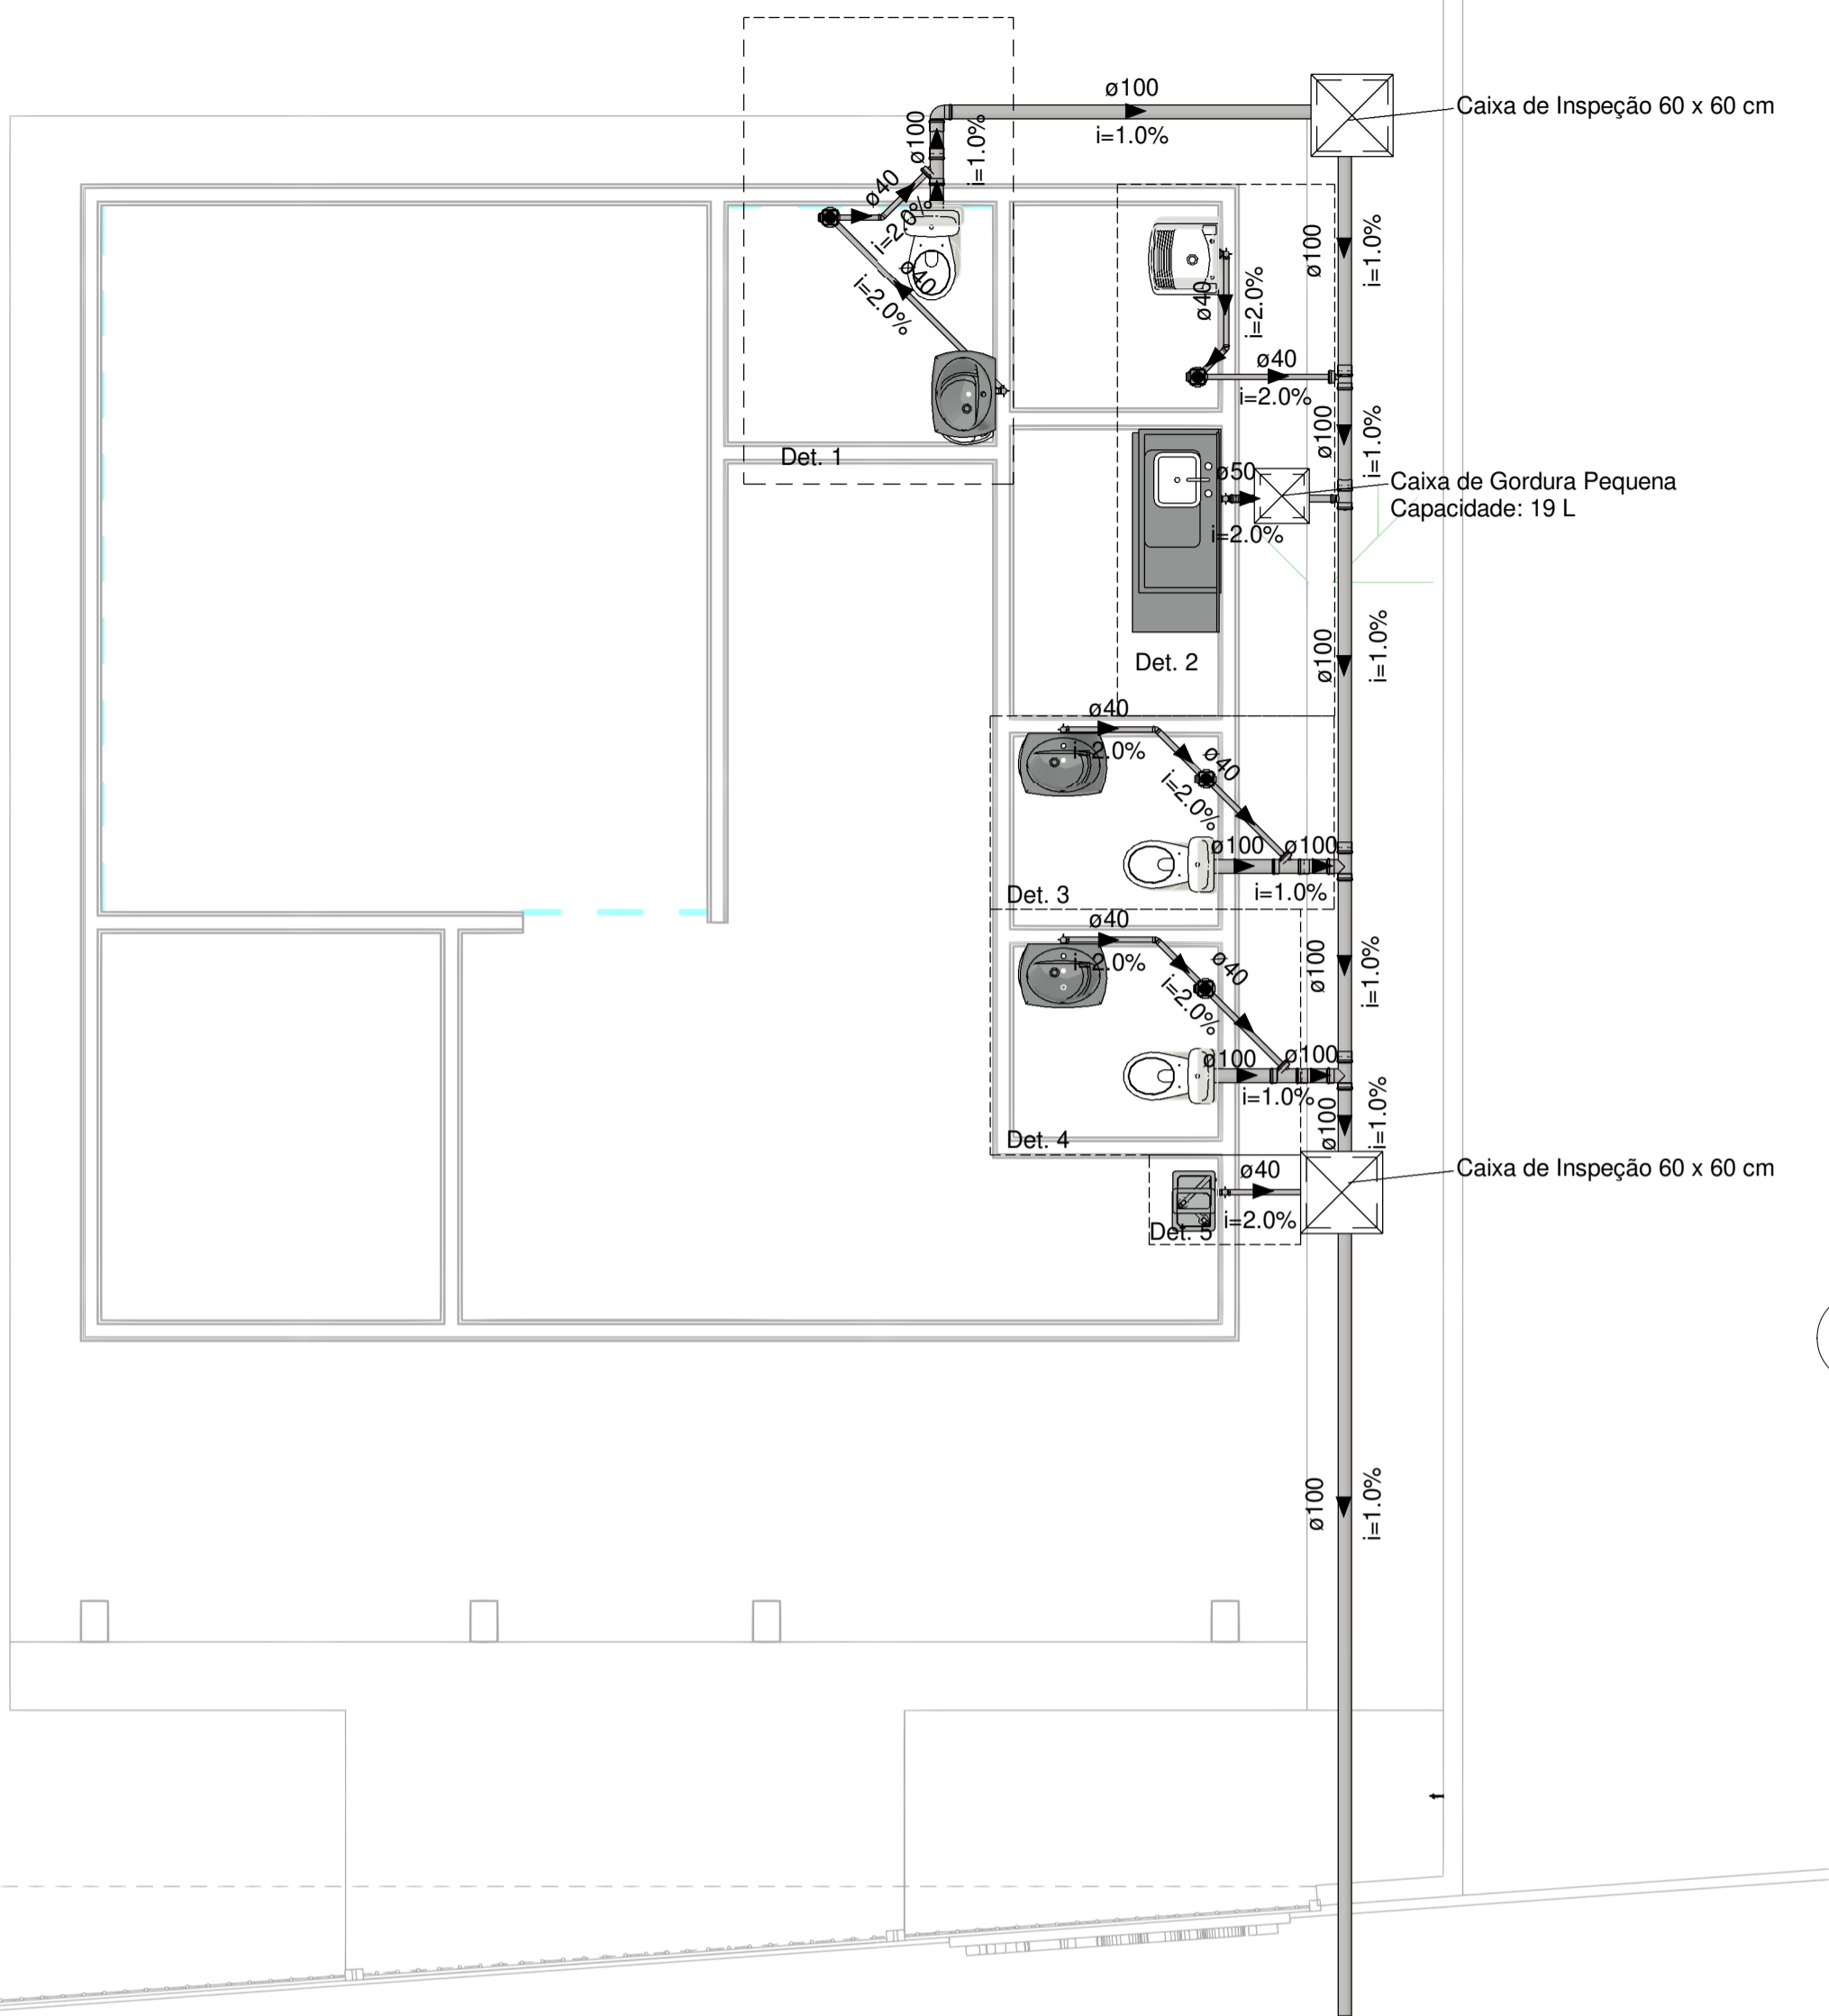 ø100
Caixa de Inspeção 60 x 60 cm
i=1.0%
ø100
i=1.0%
ø40
i=2.0%
ø40
i=2.0%
ø100
i=1.0%
ø40
i=2.0%
ø40
i=2.0%
ø100
i=1.0%
Det. 1
ø50
Caixa de Gordura Pequena
Capacidade: 19 L
i=2.0%
ø100
i=1.0%
Det. 2
ø40
i=2.0%
ø40
i=2.0%
ø100
ø100
i=1.0%
Det. 3
ø40
i=2.0%
ø40
i=2.0%
ø100
i=1.0%
ø100
ø100
i=1.0%
ø100
i=1.0%
Det. 4
ø40
Caixa de Inspeção 60 x 60 cm
i=2.0%
Det. 5
ø100
i=1.0%
t